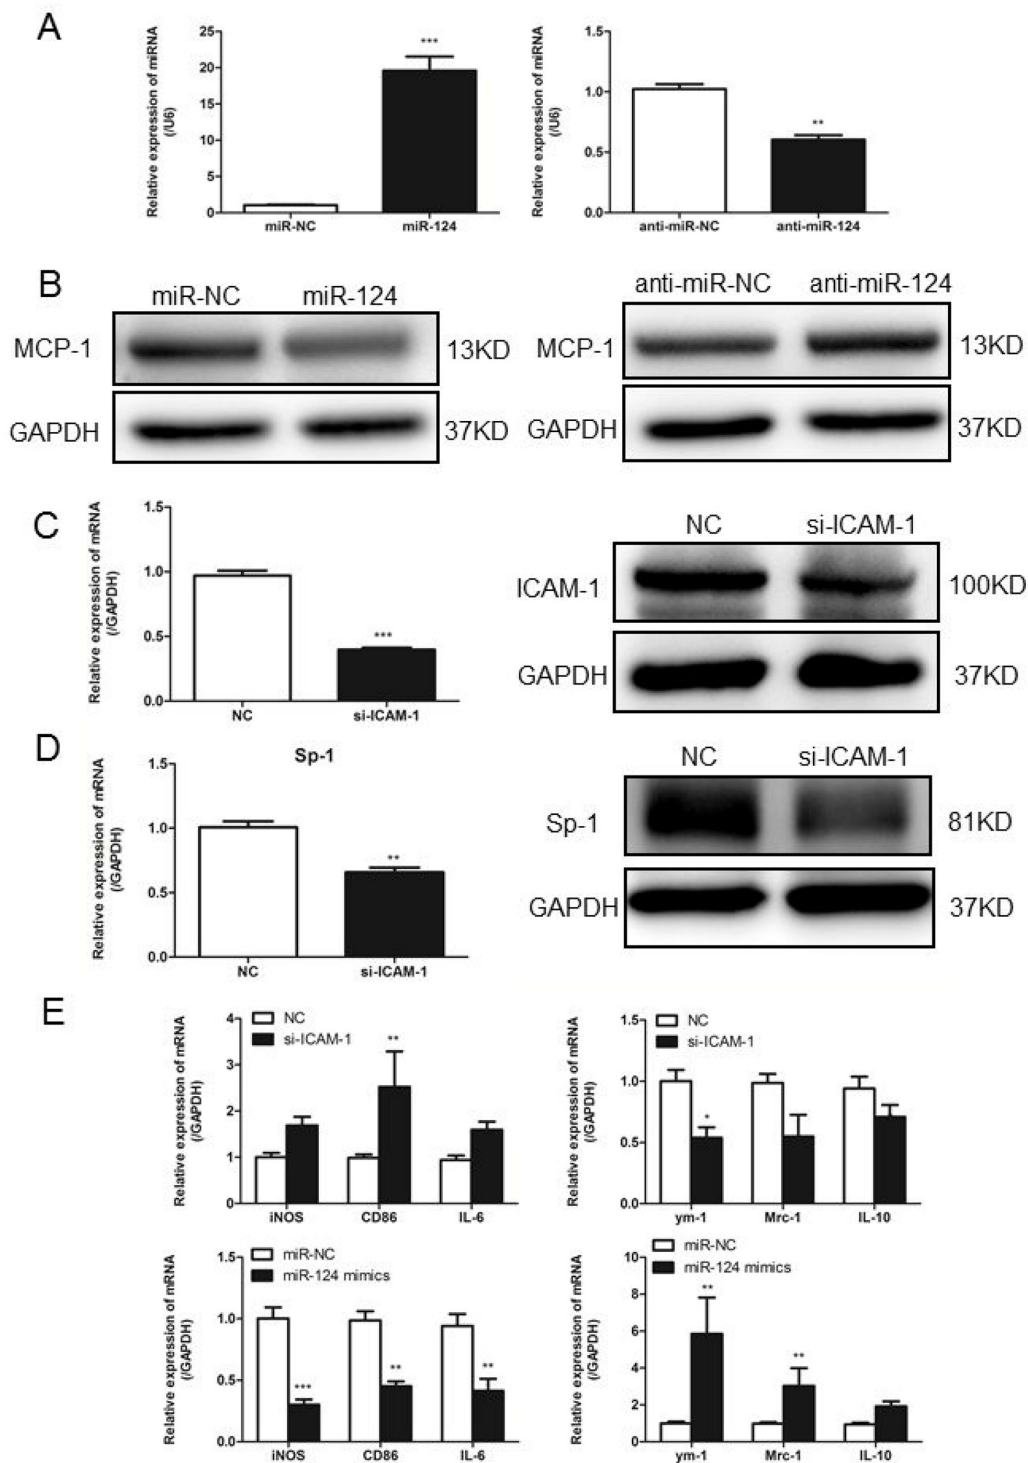 A
Relative expression of miRNA
(/U6)
25
20
15
10
5
0
***
miR-NC
miR-124
Relative expression of miRNA
(/U6)
1.5
1.0
0.5
0.0
**
anti-miR-NC
anti-miR-124
B
miR-NC
miR-124
MCP-1
13KD
GAPDH
37KD
anti-miR-NC
anti-miR-124
MCP-1
13KD
GAPDH
37KD
C
Relative expression of mRNA
(/GAPDH)
1.5
1.0
0.5
0.0
***
NC
si-ICAM-1
NC
si-ICAM-1
ICAM-1
100KD
GAPDH
37KD
D
Sp-1
Relative expression of mRNA
(/GAPDH)
1.5
1.0
0.5
0.0
**
NC
si-ICAM-1
NC
si-ICAM-1
Sp-1
81KD
GAPDH
37KD
E
Relative expression of mRNA
(/GAPDH)
4
3
2
1
0
NC
si-ICAM-1
**
iNOS
CD86
IL-6
Relative expression of mRNA
(/GAPDH)
1.5
1.0
0.5
0.0
NC
si-ICAM-1
*
ym-1
Mrc-1
IL-10
Relative expression of mRNA
(/GAPDH)
1.5
1.0
0.5
0.0
miR-NC
miR-124 mimics
***
**
**
iNOS
CD86
IL-6
Relative expression of mRNA
(/GAPDH)
10
8
6
4
2
0
miR-NC
miR-124 mimics
**
**
ym-1
Mrc-1
IL-10